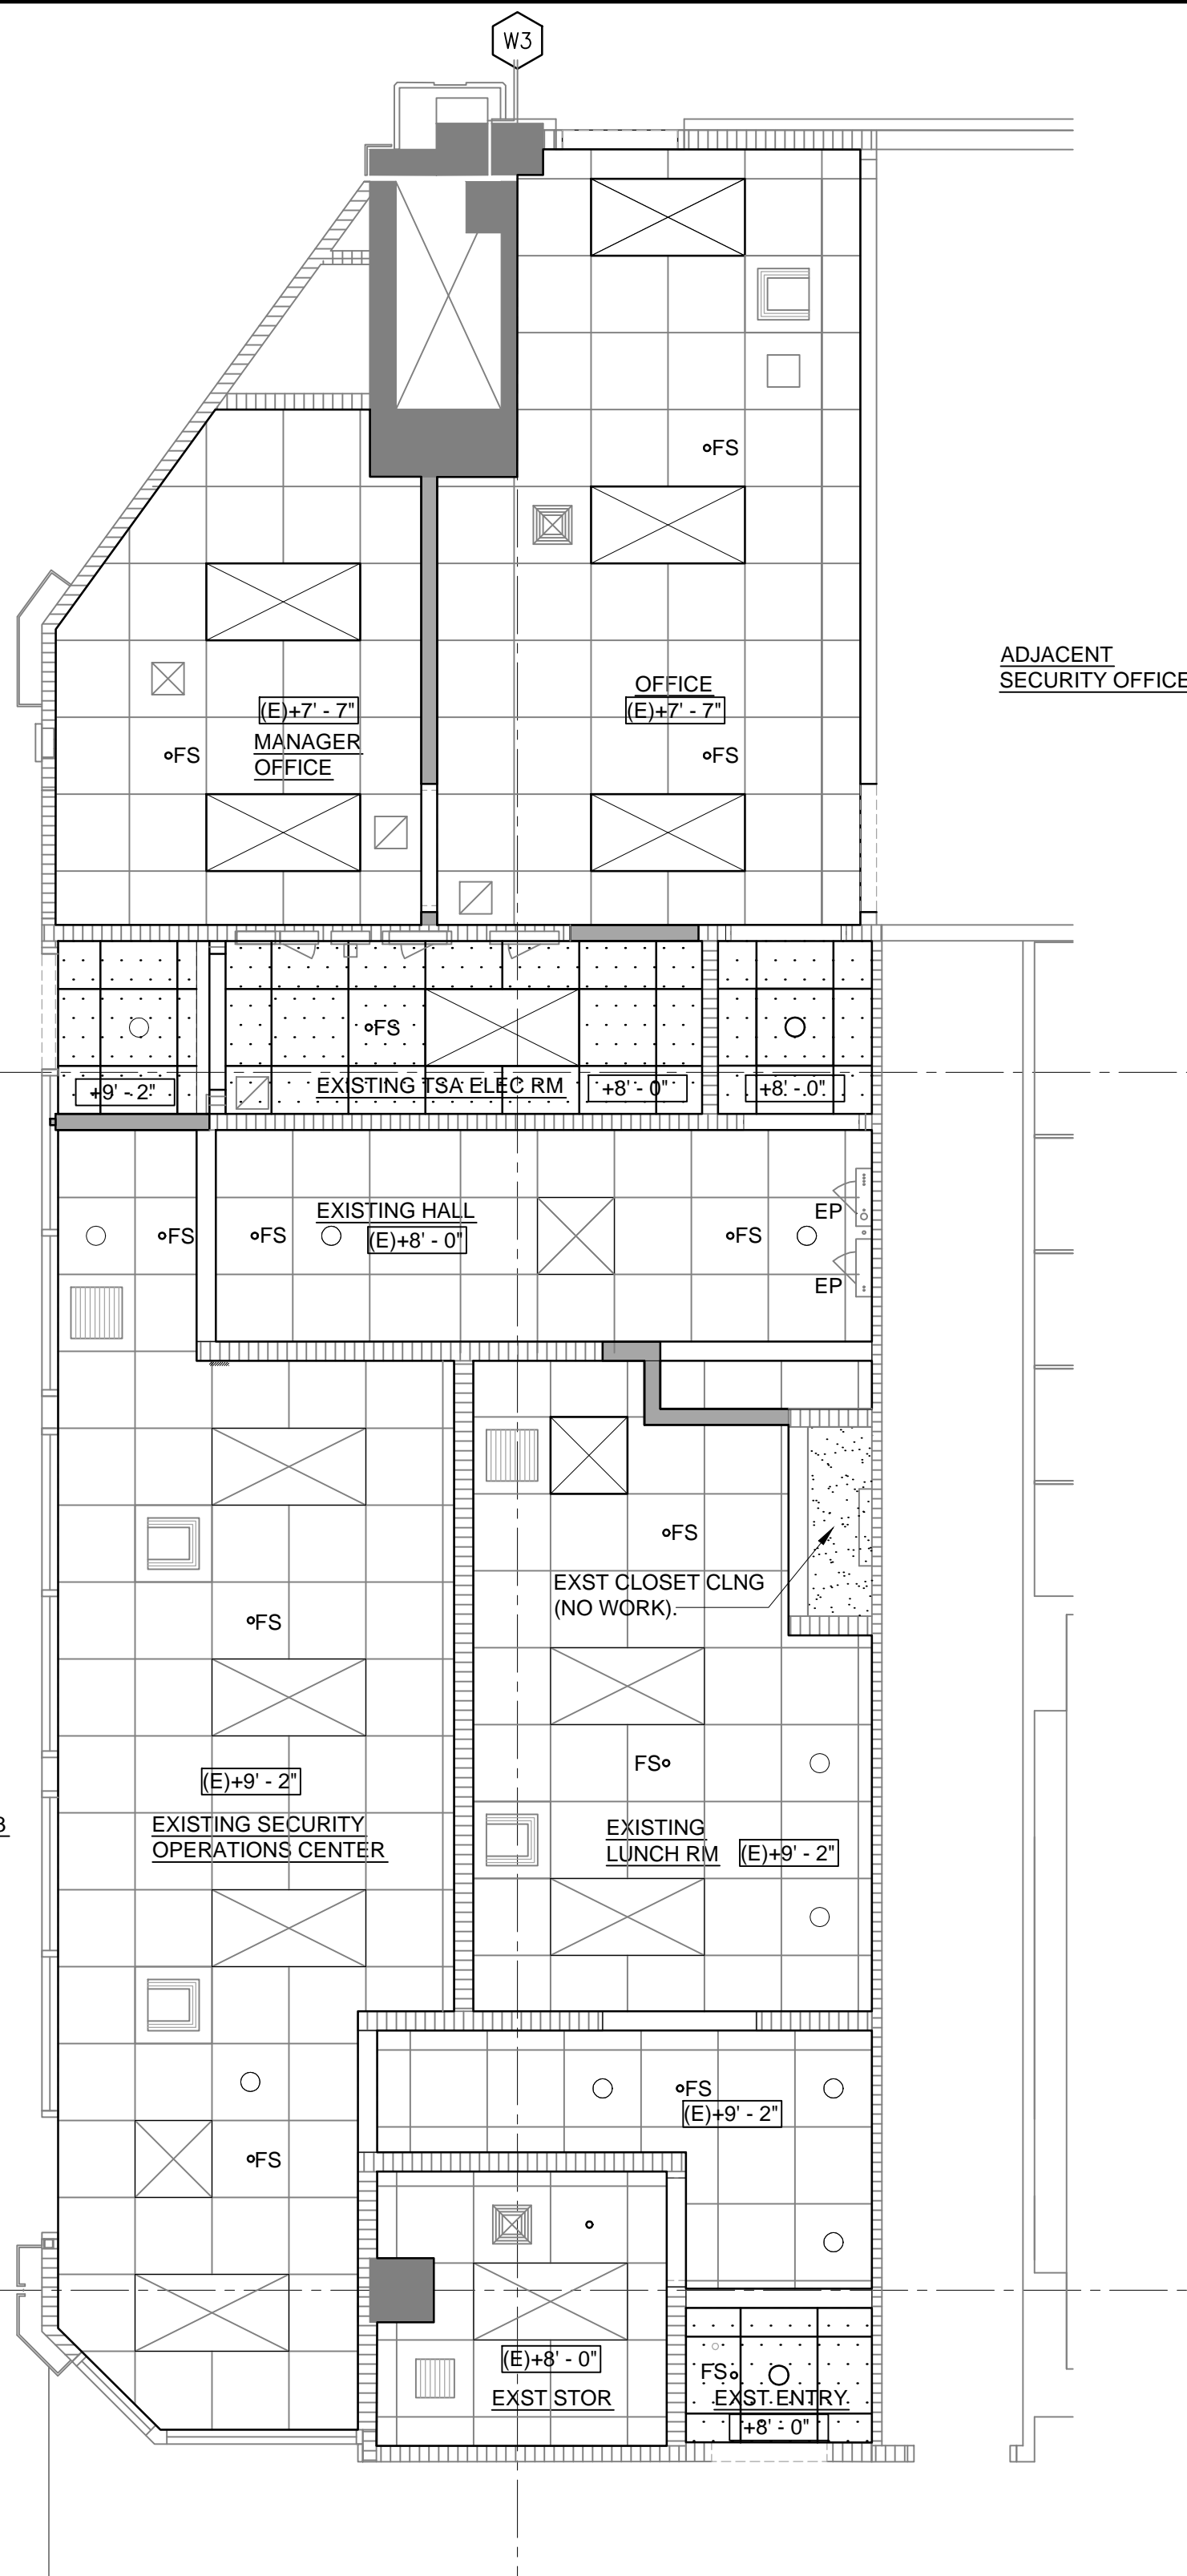 W3
FS
ADJACENT
SECURITY OFFICE
OFFICE
(E)+7' - 7"
(E)+7' - 7"
MANAGER
OFFICE
FS
FS
FS
EXISTING TSA ELEC RM
+9' - 2"
+8' - 0"
+8' - 0"
EXISTING HALL
(E)+8' - 0"
FS
FS
FS
EP
EP
FS
EXST CLOSET CLNG
(NO WORK).
FS
FS
(E)+9' - 2"
EXISTING SECURITY
OPERATIONS CENTER
EXISTING
LUNCH RM
(E)+9' - 2"
FS
(E)+9' - 2"
FS
(E)+8' - 0"
EXST STOR
FS
EXST ENTRY
+8' - 0"